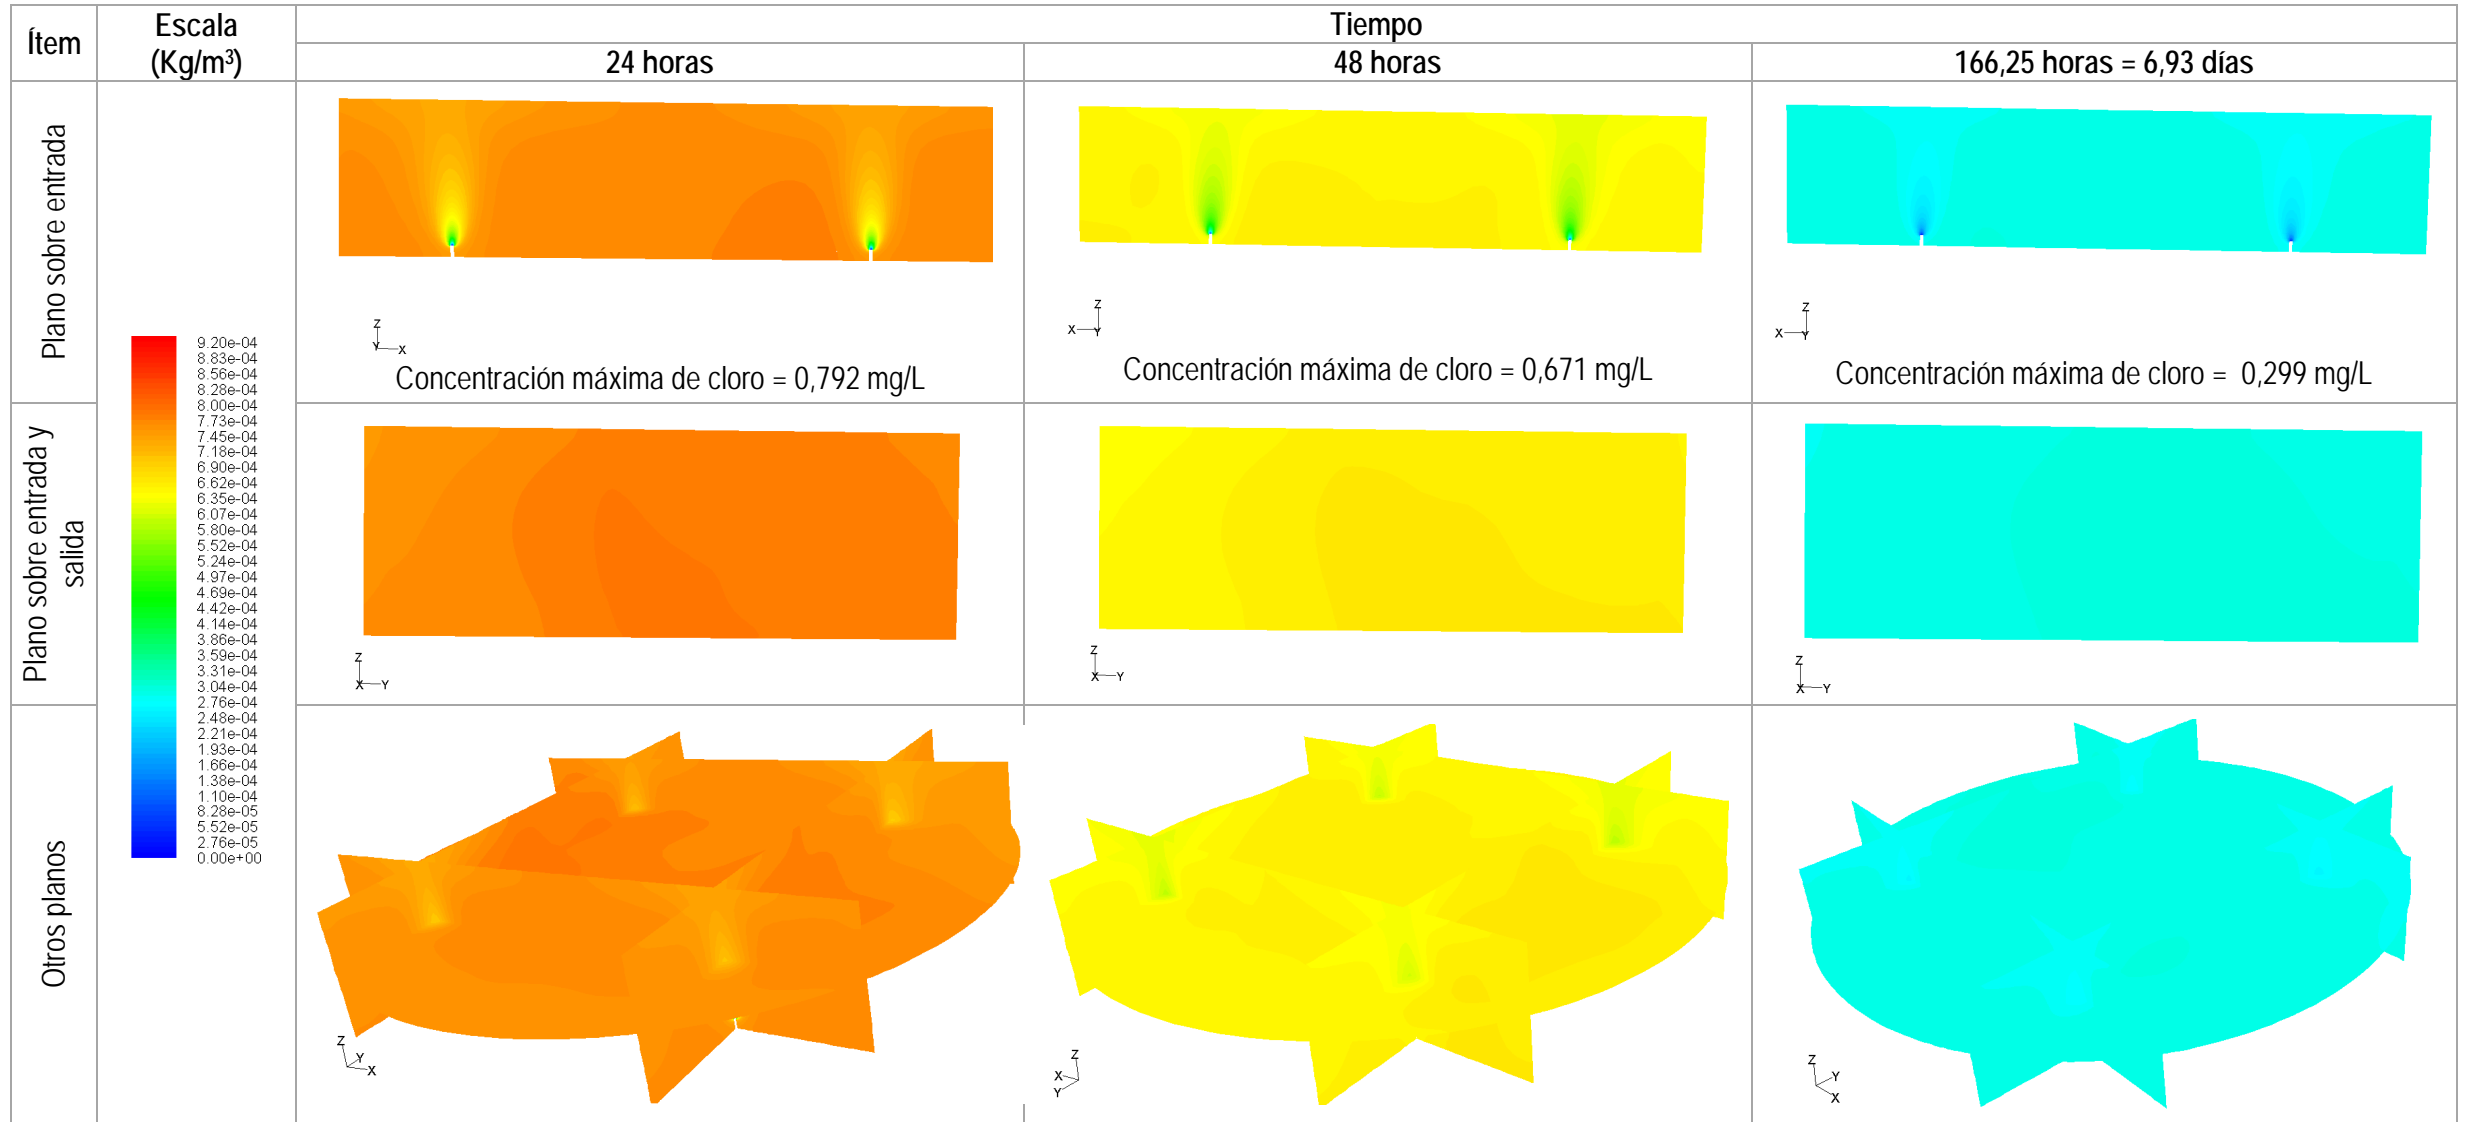 Ítem
Escala
(Kg/m³)
Tiempo
24 horas
48 horas
166,25 horas = 6,93 días
Plano sobre entrada
Z
Y X
Concentración máxima de cloro = 0,792 mg/L
Z
X Y
Concentración máxima de cloro = 0,671 mg/L
Z
X Y
Concentración máxima de cloro = 0,299 mg/L
9.20e-04
8.83e-04
8.56e-04
8.28e-04
8.00e-04
7.73e-04
7.45e-04
7.18e-04
6.90e-04
6.62e-04
6.35e-04
6.07e-04
5.80e-04
5.52e-04
5.24e-04
4.97e-04
4.69e-04
4.42e-04
4.14e-04
3.86e-04
3.59e-04
3.31e-04
3.04e-04
2.76e-04
2.48e-04
2.21e-04
1.93e-04
1.66e-04
1.38e-04
1.10e-04
8.28e-05
5.52e-05
2.76e-05
0.00e+00
Plano sobre entrada y
salida
Z
X Y
Z
X Y
Z
X Y
Otros planos
Z
Y
X
Z
X
Y
Z
Y
X